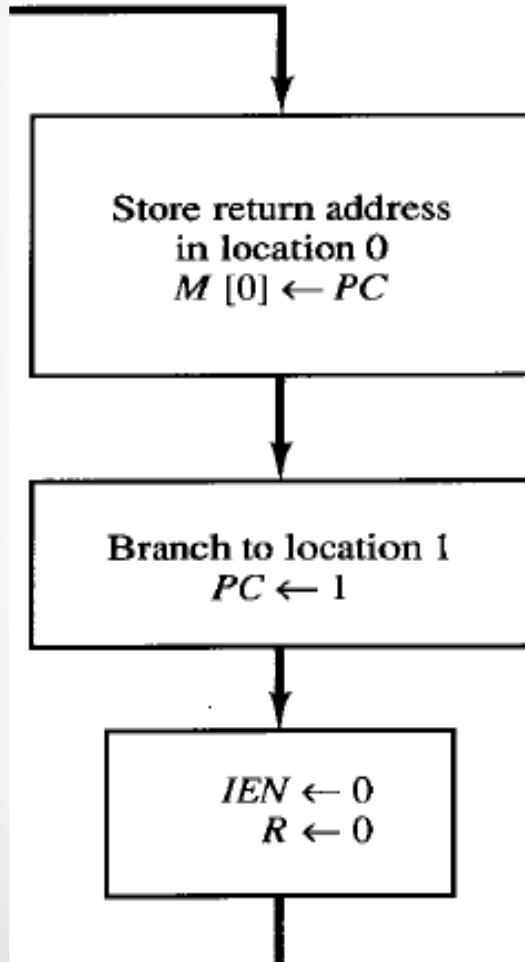 Store return address
in location 0
M [0] ← PC
Branch to location 1
PC ← 1
IEN ← 0
R ← 0